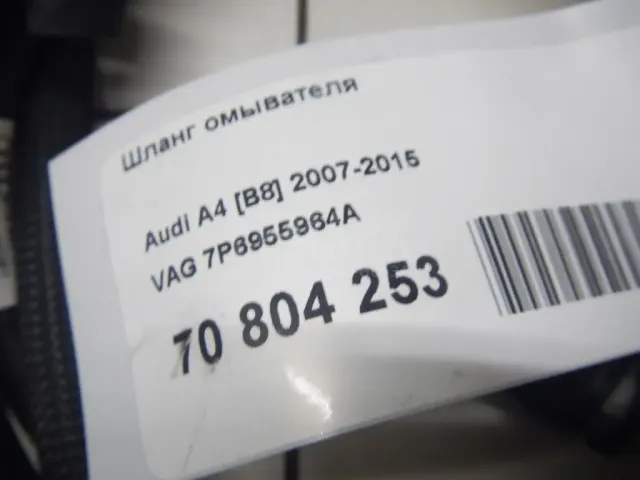 Шланг омывателя
Audi A4 [B8] 2007-2015
VAG 7P6955964A
70 804 253